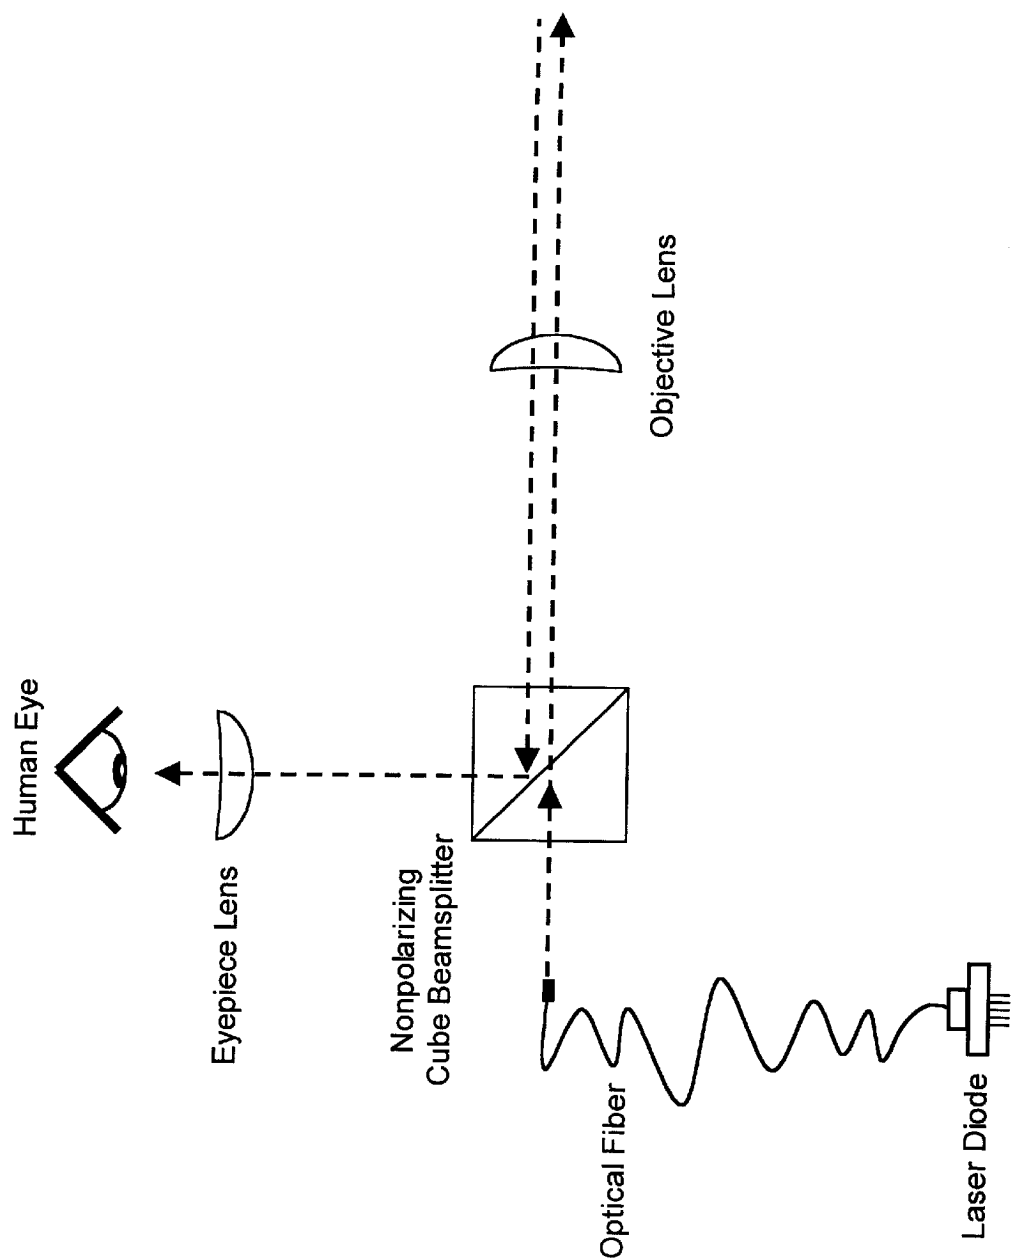 Human Eye
Eyepiece Lens
Nonpolarizing
Cube Beamsplitter
Objective Lens
Optical Fiber
Laser Diode